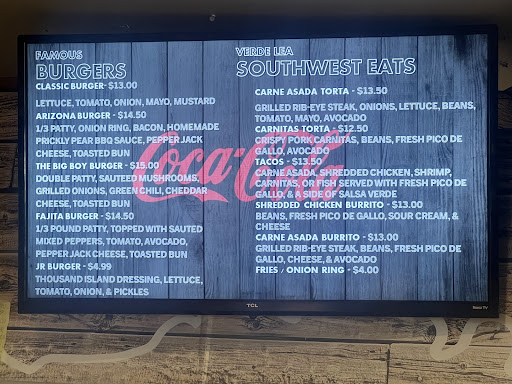 FAMOUS
BURGERS
CLASSIC BURGER- $13.00
LETTUCE, TOMATO, ONION, MAYO, MUSTARD
ARIZONA BURGER - $14.50
1/3 PATTY, ONION RING, BACON, HOMEMADE
PRICKLY PEAR BBQ SAUCE, PEPPER JACK
CHEESE, TOASTED BUN
THE BIG BOY BURGER - $15.00
DOUBLE PATTY, SAUTEED MUSHROOMS,
GRILLED ONIONS, GREEN CHILI, CHEDDAR
CHEESE, TOASTED BUN
FAJITA BURGER - $14.50
1/3 POUND PATTY, TOPPED WITH SAUTED
MIXED PEPPERS, TOMATO, AVOCADO,
PEPPER JACK CHEESE, TOASTED BUN
JR BURGER - $4.99
THOUSAND ISLAND DRESSING, LETTUCE,
TOMATO, ONION, & PICKLES
VERDE LEA
SOUTHWEST EATS
CARNE ASADA TORTA - $13.50
GRILLED RIB-EYE STEAK, ONIONS, LETTUCE, BEANS,
TOMATO, MAYO, AVOCADO
CARNITAS TORTA - $12.50
CRISPY PORK CARNITAS, BEANS, FRESH PICO DE
GALLO, AVOCADO
TACOS - $13.50
CARNE ASADA, SHREDDED CHICKEN, SHRIMP,
CARNITAS, OR FISH SERVED WITH FRESH PICO DE
GALLO, & A SIDE OF SALSA VERDE
SHREDDED CHICKEN BURRITO - $13.00
BEANS, FRESH PICO DE GALLO, SOUR CREAM, &
CHEESE
CARNE ASADA BURRITO - $13.00
GRILLED RIB-EYE STEAK, BEANS, FRESH PICO DE
GALLO, CHEESE, & AVOCADO
FRIES / ONION RING - $4.00
Coca-Cola
TCL
Roku TV